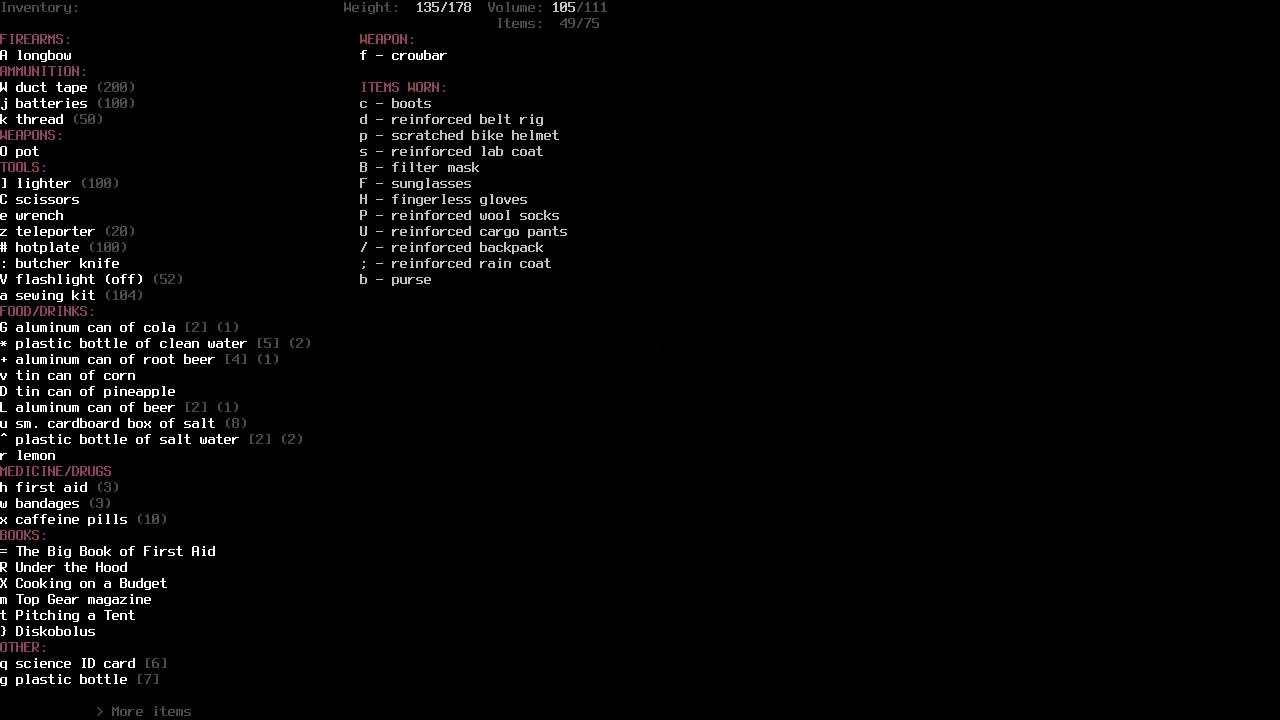 Inventory: Weight: 135/178 Volume: 105/111
Items: 49/75
FIREARMS:
A longbow
AMMUNITION:
W duct tape (200)
j batteries (100)
k thread (50)
WEAPONS:
O pot
TOOLS:
] lighter (100)
C scissors
e wrench
z teleporter (20)
# hotplate (100)
: butcher knife
V flashlight (off) (52)
a sewing kit (104)
FOOD/DRINKS:
G aluminum can of cola [2] (1)
* plastic bottle of clean water [5] (2)
+ aluminum can of root beer [4] (1)
v tin can of corn
D tin can of pineapple
L aluminum can of beer [2] (1)
u sm. cardboard box of salt (8)
^ plastic bottle of salt water [2] (2)
r lemon
MEDICINE/DRUGS
h first aid (3)
w bandages (3)
x caffeine pills (10)
BOOKS:
= The Big Book of First Aid
R Under the Hood
X Cooking on a Budget
m Top Gear magazine
t Pitching a Tent
} Diskobolus
OTHER:
q science ID card [6]
g plastic bottle [7]
> More items
WEAPON:
f - crowbar
ITEMS WORN:
c - boots
d - reinforced belt rig
p - scratched bike helmet
s - reinforced lab coat
B - filter mask
F - sunglasses
H - fingerless gloves
P - reinforced wool socks
U - reinforced cargo pants
/ - reinforced backpack
; - reinforced rain coat
b - purse